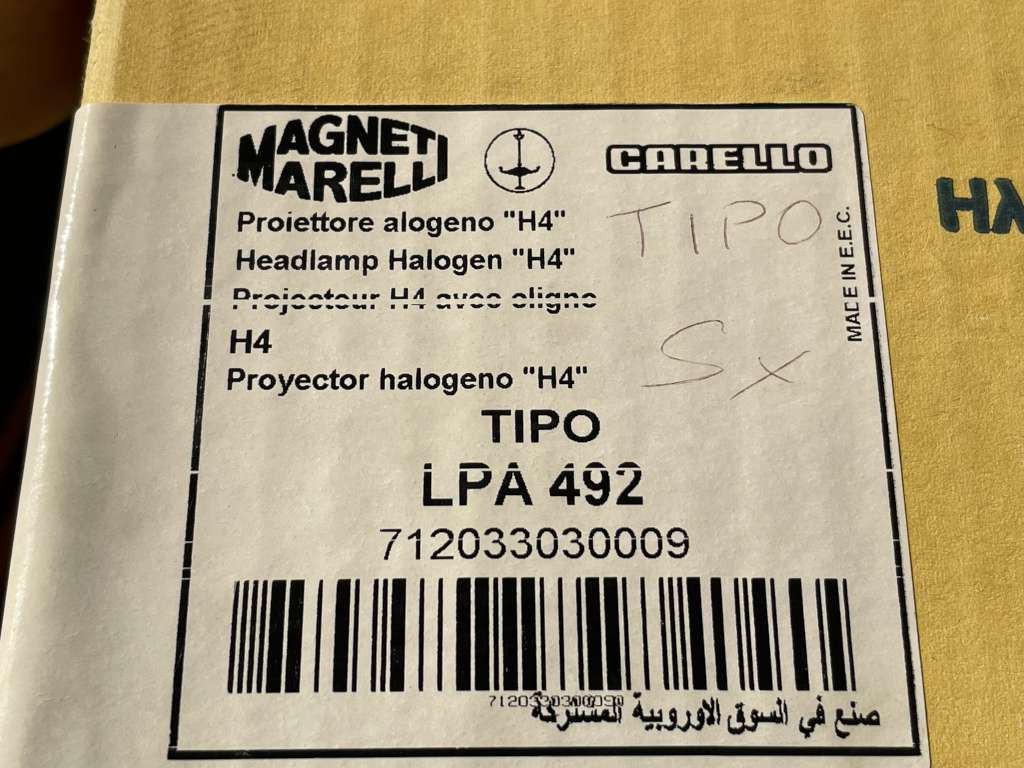 MAGNETI MARELLI
CARELLO
Proiettore alogeno "H4"
TIPO
Headlamp Halogen "H4"
Projecteur H4 avec cligno
H4
SX
Proyector halogeno "H4"
MADE IN E.E.C.
TIPO
LPA 492
712033030009
صنع في السوق الاوروبية المشتركة